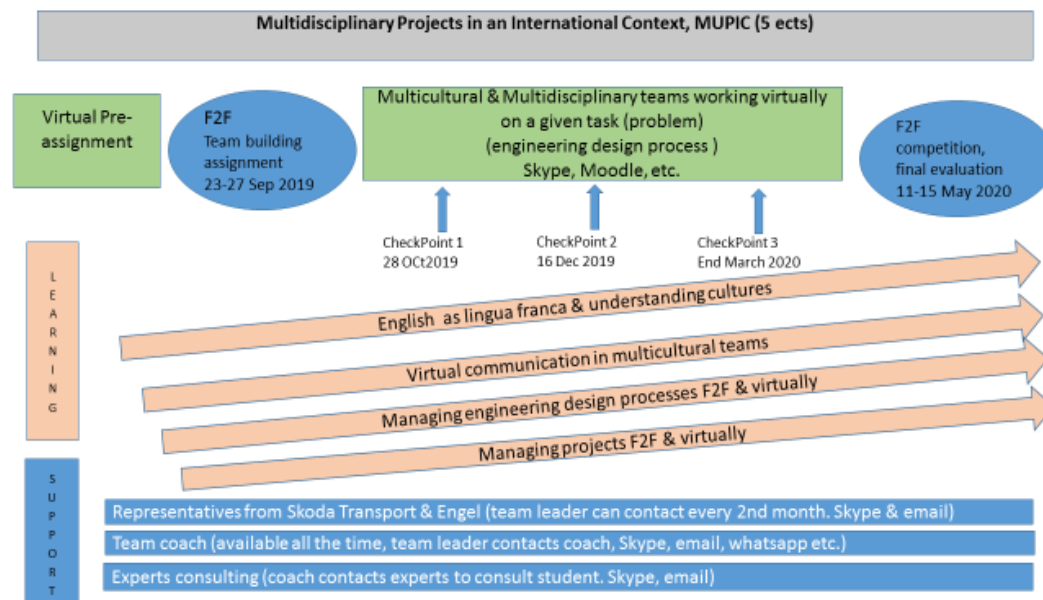 Multidisciplinary Projects in an International Context, MUPIC (5 ects)
Virtual Pre-
assignment
F2F
Team building
assignment
23-27 Sep 2019
Multicultural & Multidisciplinary teams working virtually
on a given task (problem)
(engineering design process )
Skype, Moodle, etc.
F2F
competition,
final evaluation
11-15 May 2020
CheckPoint 1
28 OCt2019
CheckPoint 2
16 Dec 2019
CheckPoint 3
End March 2020
LEARNING
English as lingua franca & understanding cultures
Virtual communication in multicultural teams
Managing engineering design processes F2F & virtually
Managing projects F2F & virtually
SUPPORT
Representatives from Skoda Transport & Engel (team leader can contact every 2nd month. Skype & email)
Team coach (available all the time, team leader contacts coach, Skype, email, whatsapp etc.)
Experts consulting (coach contacts experts to consult student. Skype, email)